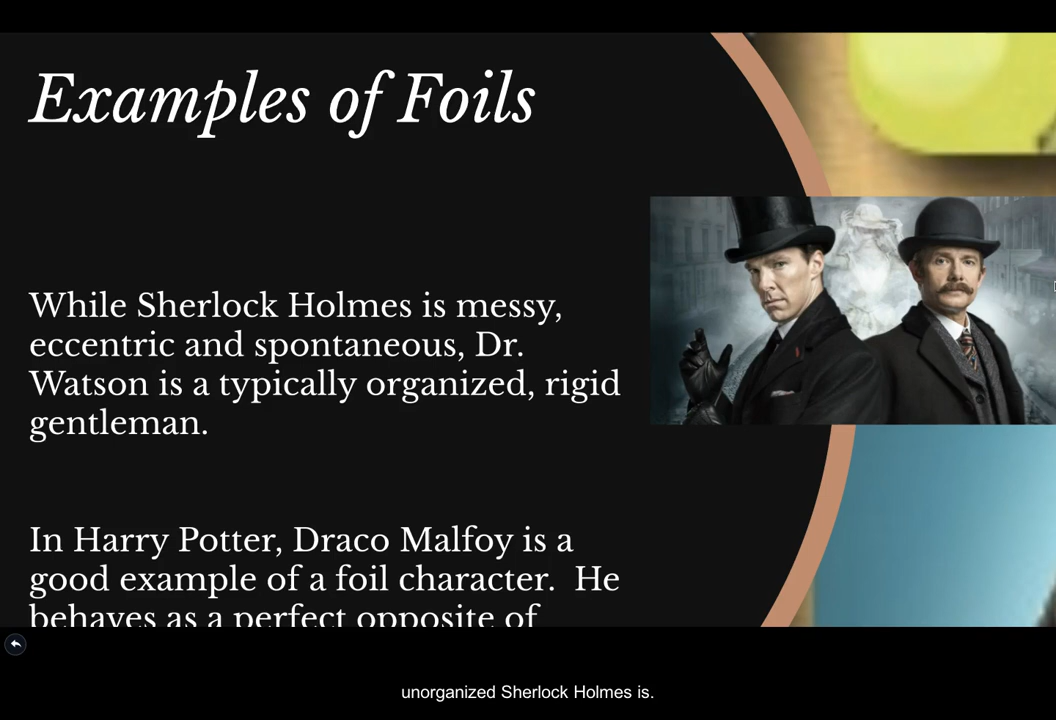 Examples of Foils
While Sherlock Holmes is messy,
eccentric and spontaneous, Dr.
Watson is a typically organized, rigid
gentleman.
In Harry Potter, Draco Malfoy is a
good example of a foil character.  He
behaves as a perfect opposite of
unorganized Sherlock Holmes is.